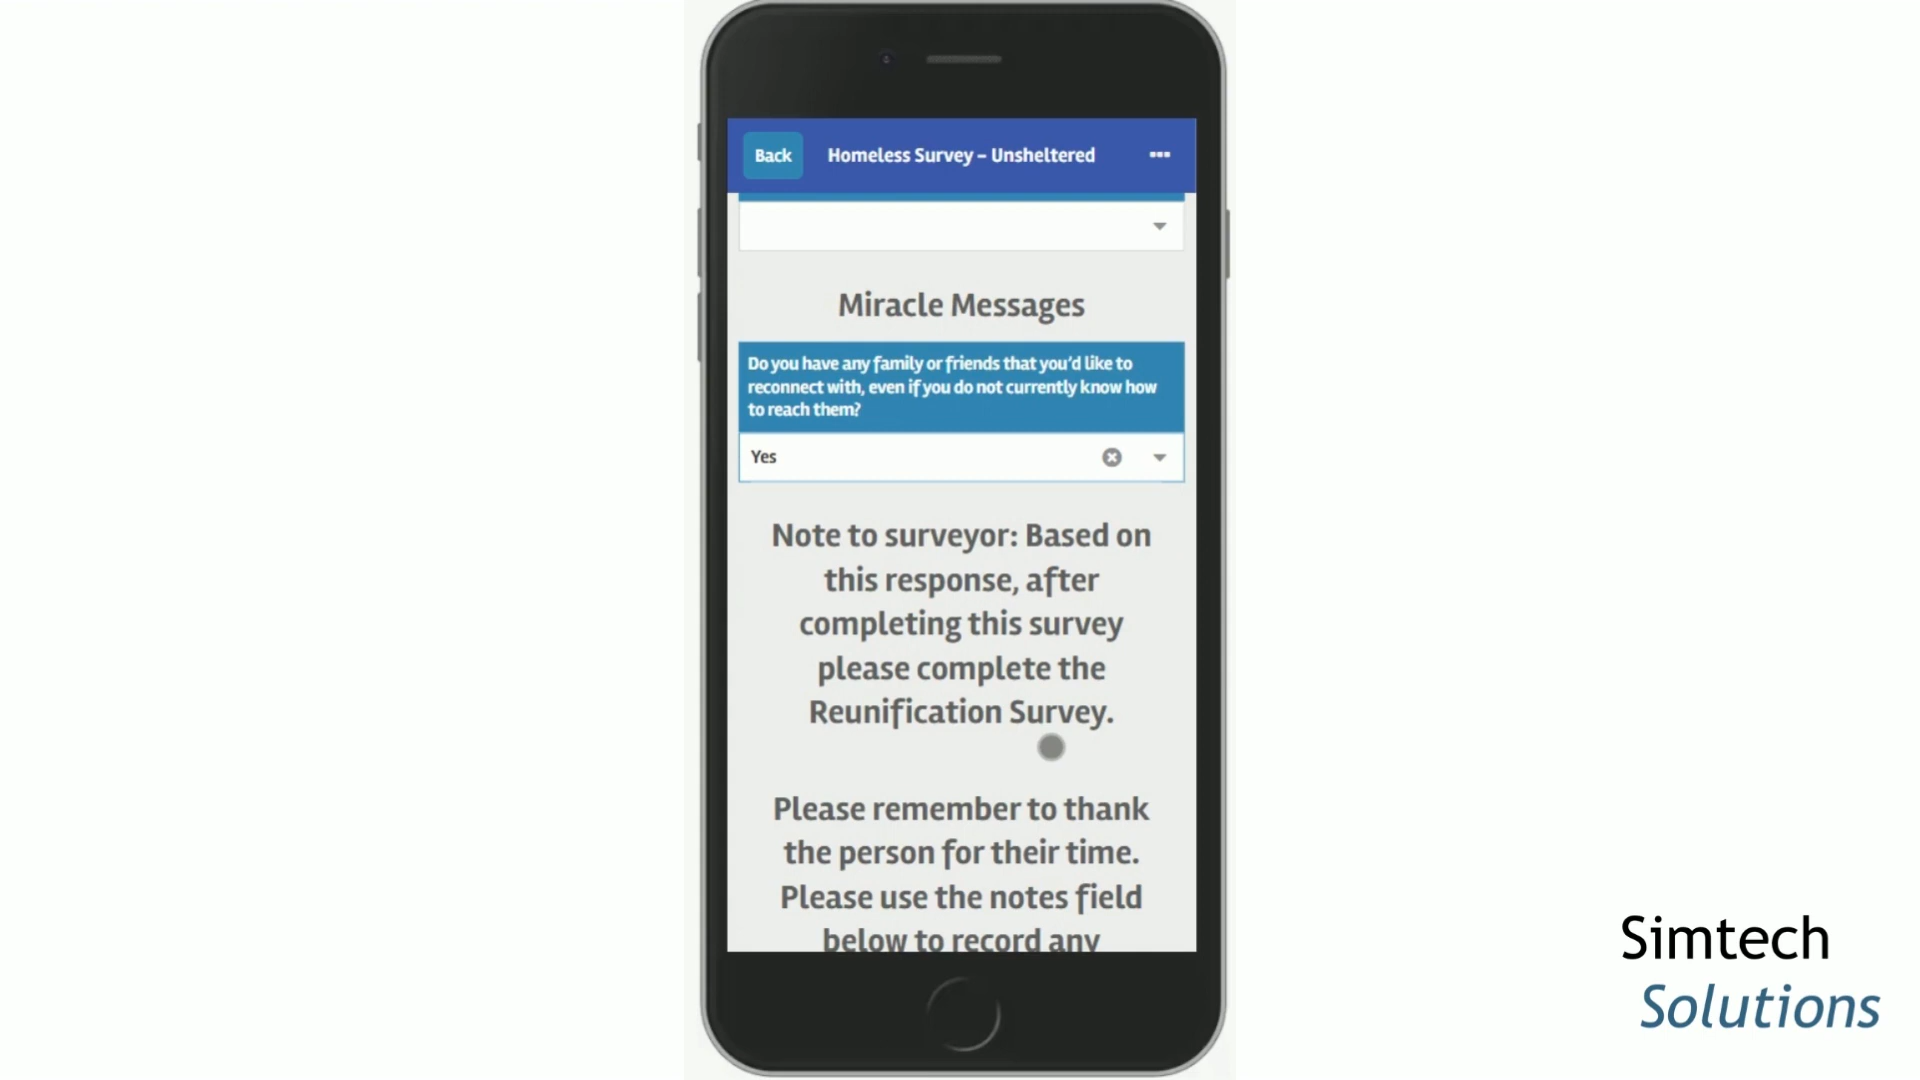 Back
Homeless Survey – Unsheltered
Miracle Messages
Do you have any family or friends that you'd like to
reconnect with, even if you do not currently know how
to reach them?
Yes
Note to surveyor: Based on
this response, after
completing this survey
please complete the
Reunification Survey.
Please remember to thank
the person for their time.
Please use the notes field
below to record any
Simtech
Solutions